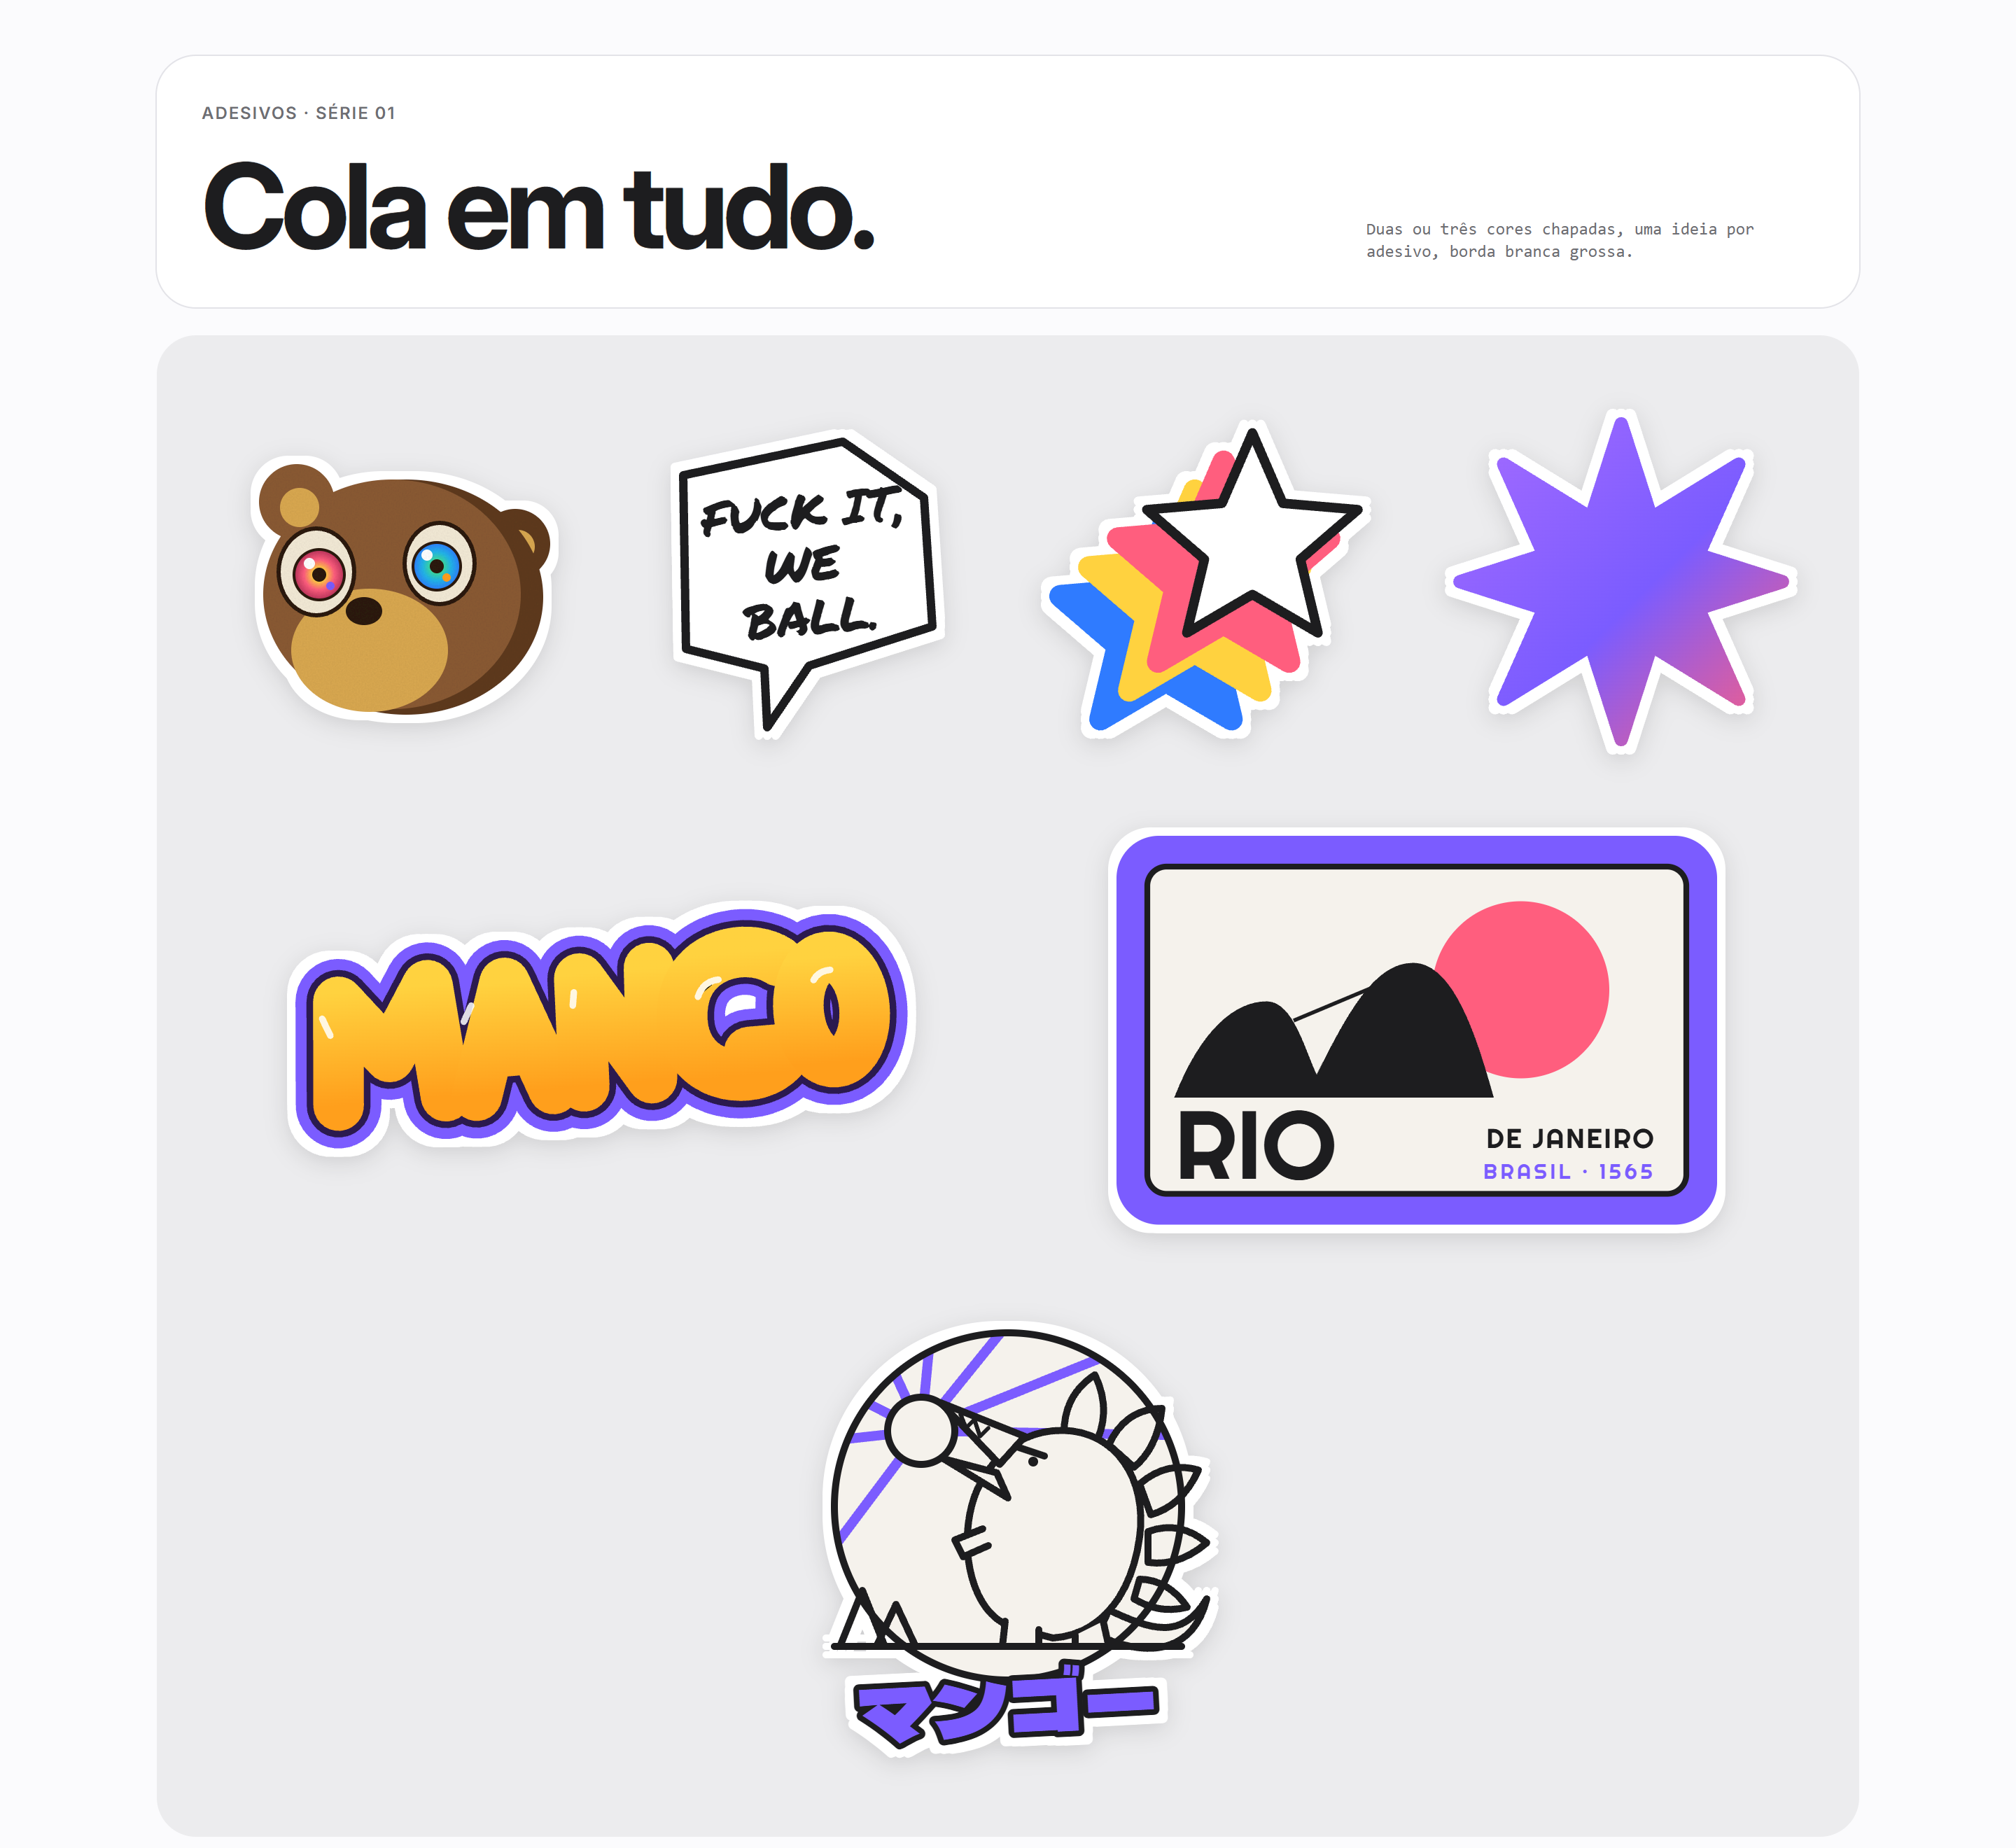 ADESIVOS · SÉRIE 01
Cola em tudo.
Duas ou três cores chapadas, uma ideia por
adesivo, borda branca grossa.
FUCK IT,
WE
BALL.
MANGO
RIO
DE JANEIRO
BRASIL · 1565
マンゴー